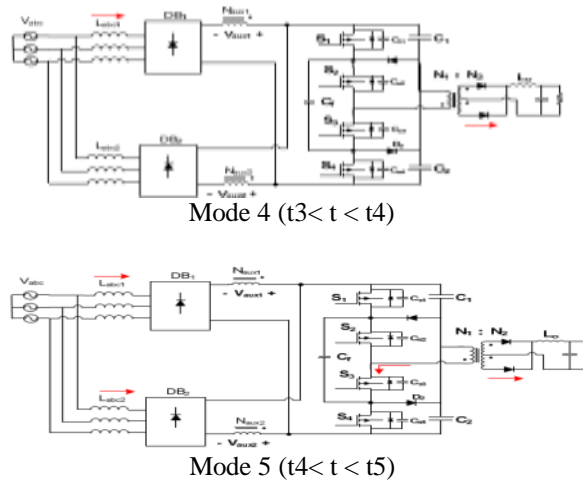 Vabc
Labc1
DB1
Naux1
- Vaux1 +
S1
Cs1
C1
S2
Cs2
Cf
N1 : N2
Lo
S3
Cs3
Labc2
DB2
Naux2
- Vaux2 +
S4
Cs4
C2
Mode 4 (t3< t < t4)
Vabc
Labc1
DB1
Naux1
- Vaux1 +
S1
Cs1
C1
S2
Cs2
Cf
N1 : N2
Lo
S3
Cs3
Labc2
DB2
Naux2
- Vaux2 +
S4
Cs4
C2
Mode 5 (t4< t < t5)